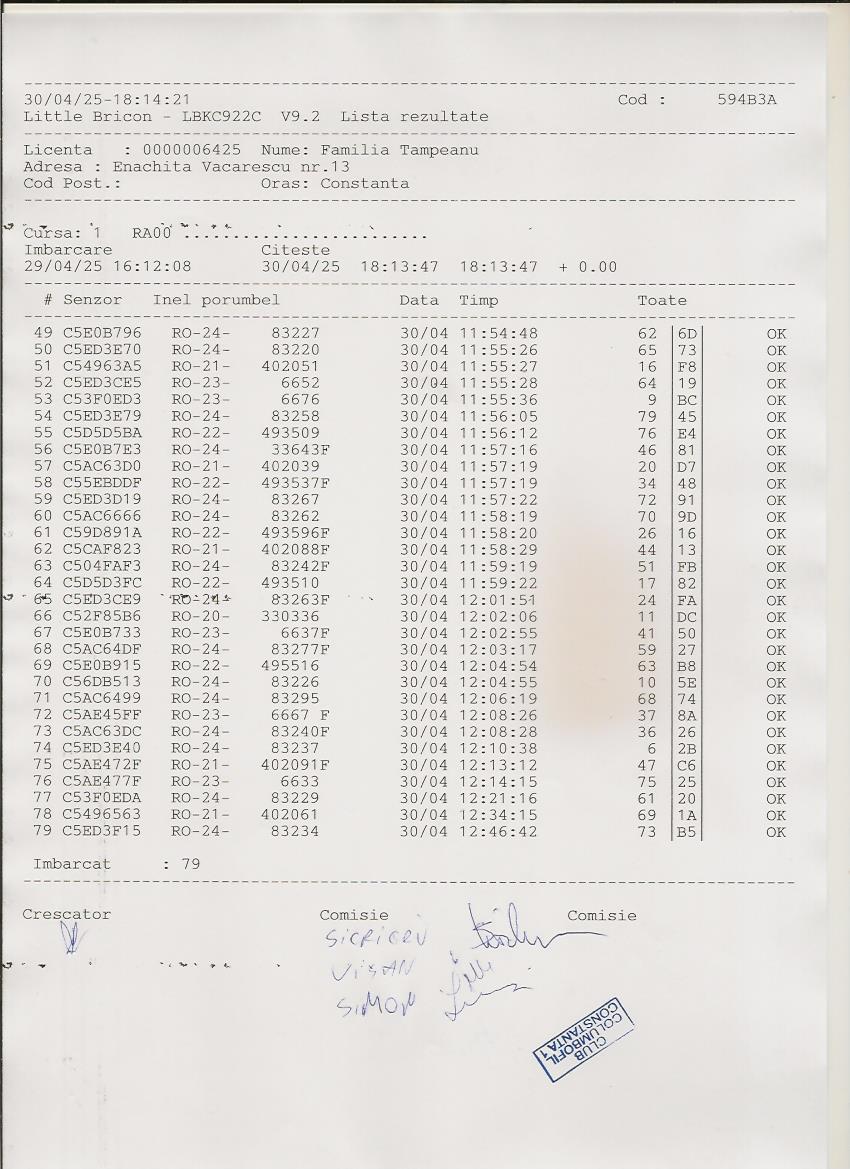 30/04/25-18:14:21 Cod : 594B3A
Little Bricon - LBKC922C V9.2 Lista rezultate
Licenta : 0000006425 Nume: Familia Tampeanu
Adresa : Enachita Vacarescu nr.13
Cod Post.: Oras: Constanta
Cursa: 1 RA00 .........................
Imbarcare Citeste
29/04/25 16:12:08 30/04/25 18:13:47 18:13:47 + 0.00
# Senzor Inel porumbel Data Timp Toate
49 C5E0B796 RO-24- 83227 30/04 11:54:48 62 6D OK
50 C5ED3E70 RO-24- 83220 30/04 11:55:26 65 73 OK
51 C54963A5 RO-21- 402051 30/04 11:55:27 16 F8 OK
52 C5ED3CE5 RO-23- 6652 30/04 11:55:28 64 19 OK
53 C53F0ED3 RO-23- 6676 30/04 11:55:36 9 BC OK
54 C5ED3E79 RO-24- 83258 30/04 11:56:05 79 45 OK
55 C5D5D5BA RO-22- 493509 30/04 11:56:12 76 E4 OK
56 C5E0B7E3 RO-24- 33643F 30/04 11:57:16 46 81 OK
57 C5AC63D0 RO-21- 402039 30/04 11:57:19 20 D7 OK
58 C55EBDDF RO-22- 493537F 30/04 11:57:19 34 48 OK
59 C5ED3D19 RO-24- 83267 30/04 11:57:22 72 91 OK
60 C5AC6666 RO-24- 83262 30/04 11:58:19 70 9D OK
61 C59D891A RO-22- 493596F 30/04 11:58:20 26 16 OK
62 C5CAF823 RO-21- 402088F 30/04 11:58:29 44 13 OK
63 C504FAF3 RO-24- 83242F 30/04 11:59:19 51 FB OK
64 C5D5D3FC RO-22- 493510 30/04 11:59:22 17 82 OK
65 C5ED3CE9 RO-24- 83263F 30/04 12:01:51 24 FA OK
66 C52F85B6 RO-20- 330336 30/04 12:02:06 11 DC OK
67 C5E0B733 RO-23- 6637F 30/04 12:02:55 41 50 OK
68 C5AC64DF RO-24- 83277F 30/04 12:03:17 59 27 OK
69 C5E0B915 RO-22- 495516 30/04 12:04:54 63 B8 OK
70 C56DB513 RO-24- 83226 30/04 12:04:55 10 5E OK
71 C5AC6499 RO-24- 83295 30/04 12:06:19 68 74 OK
72 C5AE45FF RO-23- 6667 F 30/04 12:08:26 37 8A OK
73 C5AC63DC RO-24- 83240F 30/04 12:08:28 36 26 OK
74 C5ED3E40 RO-24- 83237 30/04 12:10:38 6 2B OK
75 C5AE472F RO-21- 402091F 30/04 12:13:12 47 C6 OK
76 C5AE477F RO-23- 6633 30/04 12:14:15 75 25 OK
77 C53F0EDA RO-24- 83229 30/04 12:21:16 61 20 OK
78 C5496563 RO-21- 402061 30/04 12:34:15 69 1A OK
79 C5ED3F15 RO-24- 83234 30/04 12:46:42 73 B5 OK
Imbarcat : 79
Crescator Comisie Comisie
SICRIERU
VISAN
SIMON
CLUB
COLUMBOFIL
CONSTANTA 1